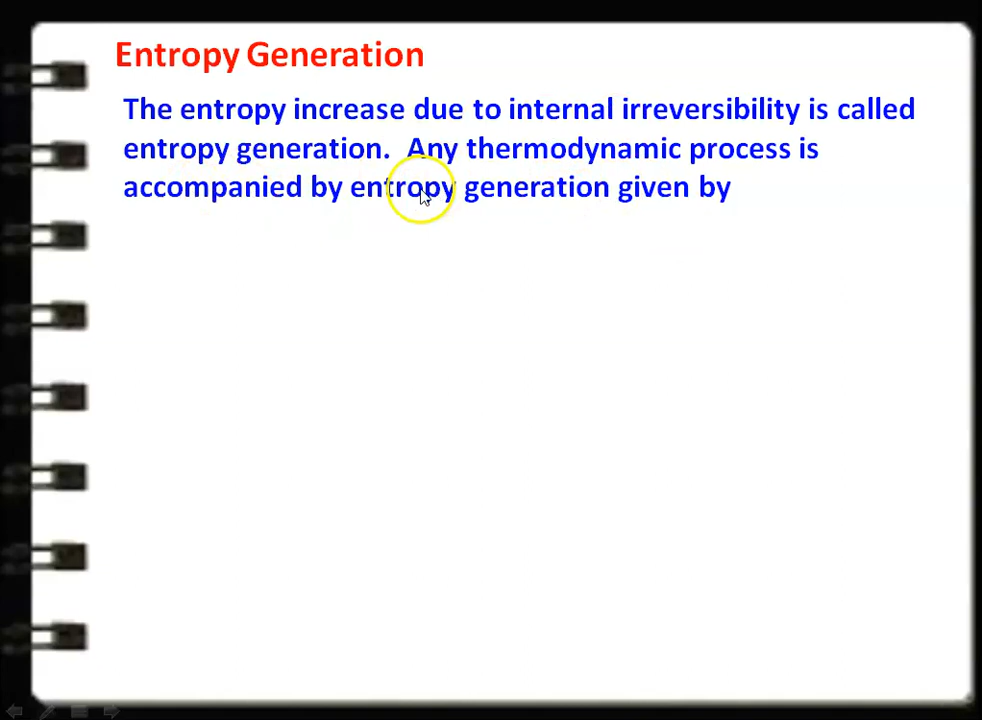 Entropy Generation
The entropy increase due to internal irreversibility is called
entropy generation. Any thermodynamic process is
accompanied by entropy generation given by